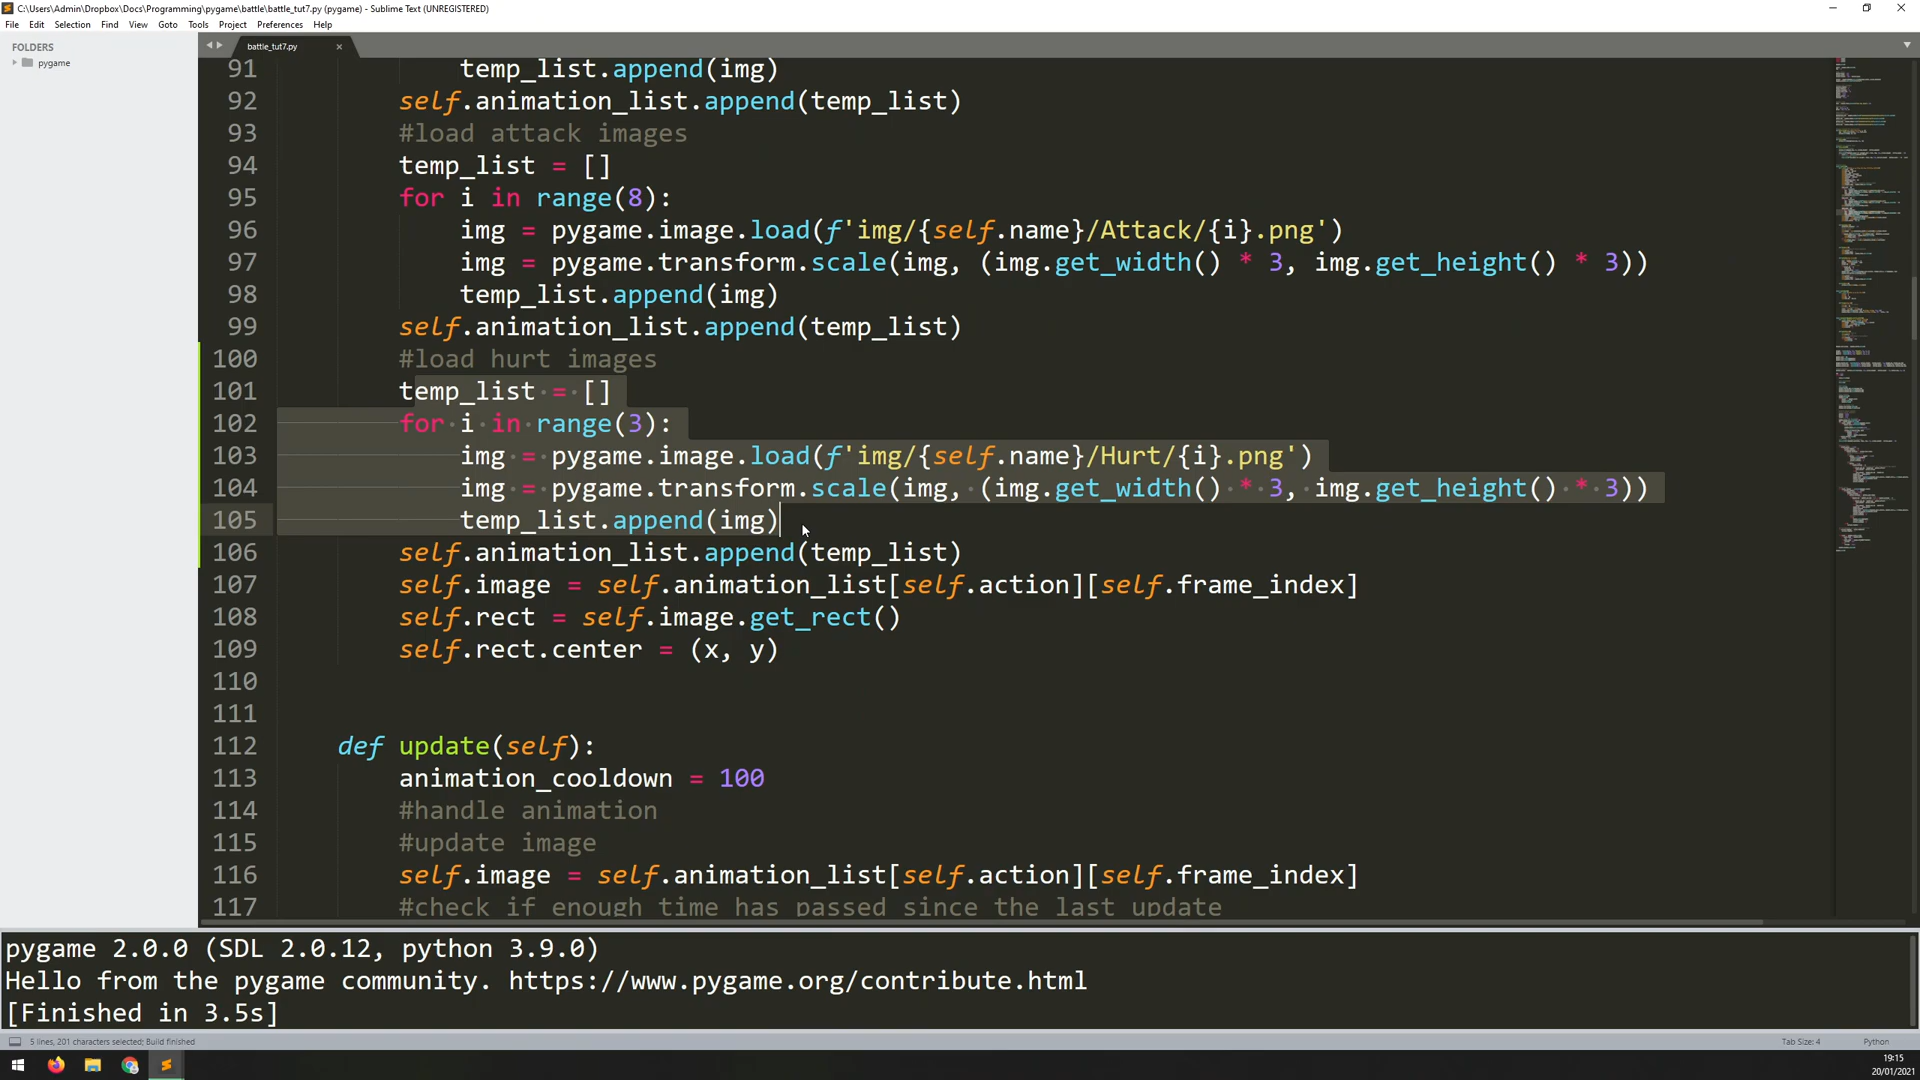 C:\Users\Admin\Dropbox\Docs\Programming\pygame\battle\battle_tut7.py (pygame) - Sublime Text (UNREGISTERED)
File Edit Selection Find View Goto Tools Project Preferences Help
FOLDERS
pygame
battle_tut7.py
91 temp_list.append(img)
92 self.animation_list.append(temp_list)
93 #load attack images
94 temp_list = []
95 for i in range(8):
96 img = pygame.image.load(f'img/{self.name}/Attack/{i}.png')
97 img = pygame.transform.scale(img, (img.get_width() * 3, img.get_height() * 3))
98 temp_list.append(img)
99 self.animation_list.append(temp_list)
100 #load hurt images
101 temp_list = []
102 for i in range(3):
103 img = pygame.image.load(f'img/{self.name}/Hurt/{i}.png')
104 img = pygame.transform.scale(img, (img.get_width() * 3, img.get_height() * 3))
105 temp_list.append(img)
106 self.animation_list.append(temp_list)
107 self.image = self.animation_list[self.action][self.frame_index]
108 self.rect = self.image.get_rect()
109 self.rect.center = (x, y)
110
111
112 def update(self):
113 animation_cooldown = 100
114 #handle animation
115 #update image
116 self.image = self.animation_list[self.action][self.frame_index]
117 #check if enough time has passed since the last update
pygame 2.0.0 (SDL 2.0.12, python 3.9.0)
Hello from the pygame community. https://www.pygame.org/contribute.html
[Finished in 3.5s]
5 lines, 201 characters selected; Build finished
Tab Size: 4
Python
19:15
20/01/2021